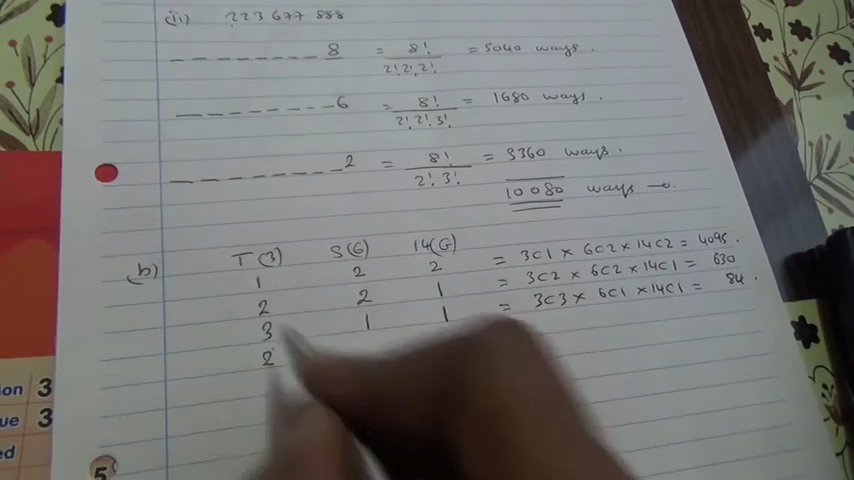 (ii) 223 677 888
_ _ _ _ _ _ _ _ 8 = 8! / 2! 2! 2! = 5040 ways.
_ _ _ _ _ _ _ _ 6 = 8! / 2! 2! 3! = 1680 ways.
_ _ _ _ _ _ _ _ 2 = 8! / 2! 3! = 3360 ways.
10080 ways
(b) T(3) S(6) 14(G)
1 2 2 = 3C1 × 6C2 × 14C2 = 4095.
2 2 1 = 3C2 × 6C2 × 14C1 = 630
3 1 1 = 3C3 × 6C1 × 14C1 = 84.
2
ion 3
ue 3
ed
5